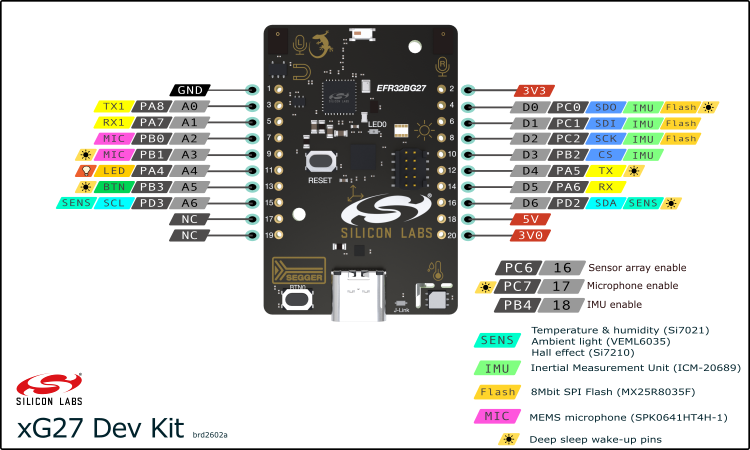 GND
TX1 PA8 A0
RX1 PA7 A1
MIC PB0 A2
MIC PB1 A3
LED PA4 A4
BTN PB3 A5
SENS SCL PD3 A6
NC
NC
1
3
5
7
9
11
13
15
17
19
L
R
EFR32BG27
SILICON LABS
LED0
RESET
SILICON LABS
SEGGER
BTN0
J-Link
2
4
6
8
10
12
14
16
18
20
3V3
D0 PC0 SDO IMU Flash
D1 PC1 SDI IMU Flash
D2 PC2 SCK IMU Flash
D3 PB2 CS IMU
D4 PA5 TX
D5 PA6 RX
D6 PD2 SDA SENS
5V
3V0
PC6 16 Sensor array enable
PC7 17 Microphone enable
PB4 18 IMU enable
SENS Temperature & humidity (Si7021)
Ambient light (VEML6035)
Hall effect (Si7210)
IMU Inertial Measurement Unit (ICM-20689)
Flash 8Mbit SPI Flash (MX25R8035F)
MIC MEMS microphone (SPK0641HT4H-1)
Deep sleep wake-up pins
SILICON LABS
xG27 Dev Kit brd2602a